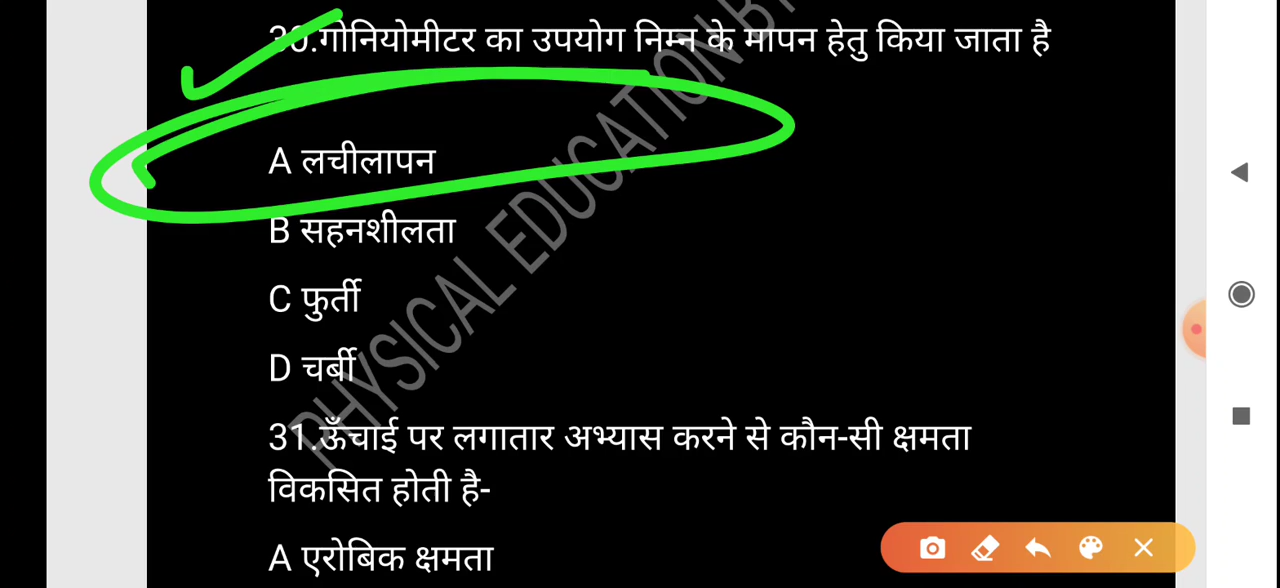 30.गोनियोमीटर का उपयोग निम्न के मापन हेतु किया जाता है
A लचीलापन
B सहनशीलता
C फुर्ती
D चर्बी
PHYSICAL EDUCATION BY
31.ऊँचाई पर लगातार अभ्यास करने से कौन-सी क्षमता
विकसित होती है-
A एरोबिक क्षमता